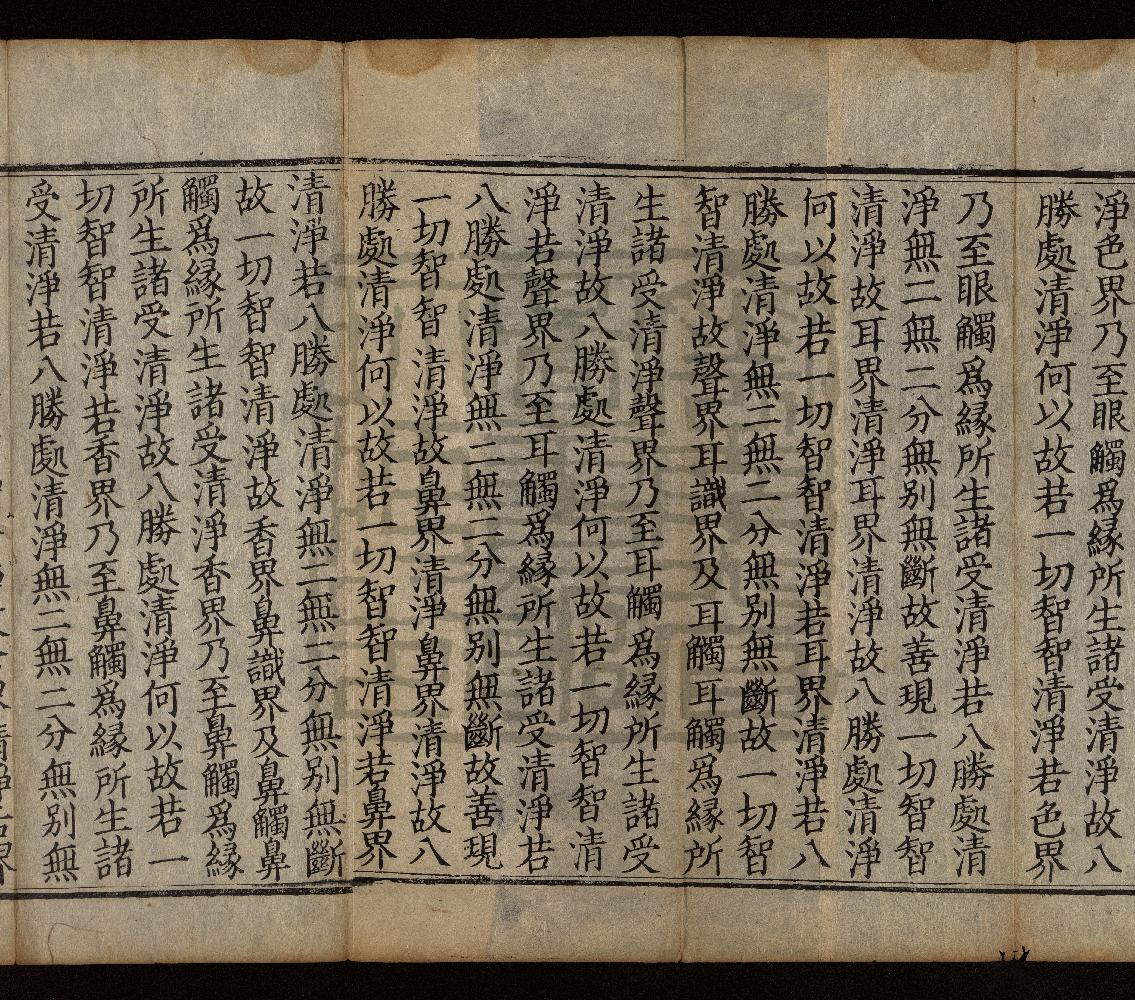 淨色界乃至眼觸爲縁所生諸受清淨故八
勝處清淨何以故若一切智智清淨若色界
乃至眼觸爲縁所生諸受清淨若八勝處清
淨無二無二分無别無斷故善現一切智智
清淨故耳界清淨耳界清淨故八勝處清淨
何以故若一切智智清淨若耳界清淨若八
勝處清淨無二無二分無别無斷故一切智
智清淨故聲界耳識界及耳觸耳觸爲縁所
生諸受清淨聲界乃至耳觸爲縁所生諸受
清淨故八勝處清淨何以故若一切智智清
淨若聲界乃至耳觸爲縁所生諸受清淨若
八勝處清淨無二無二分無别無斷故善現
一切智智清淨故鼻界清淨鼻界清淨故八
勝處清淨何以故若一切智智清淨若鼻界
清淨若八勝處清淨無二無二分無别無斷
故一切智智清淨故香界鼻識界及鼻觸鼻
觸爲縁所生諸受清淨香界乃至鼻觸爲縁
所生諸受清淨故八勝處清淨何以故若一
切智智清淨若香界乃至鼻觸爲縁所生諸
受清淨若八勝處清淨無二無二分無别無